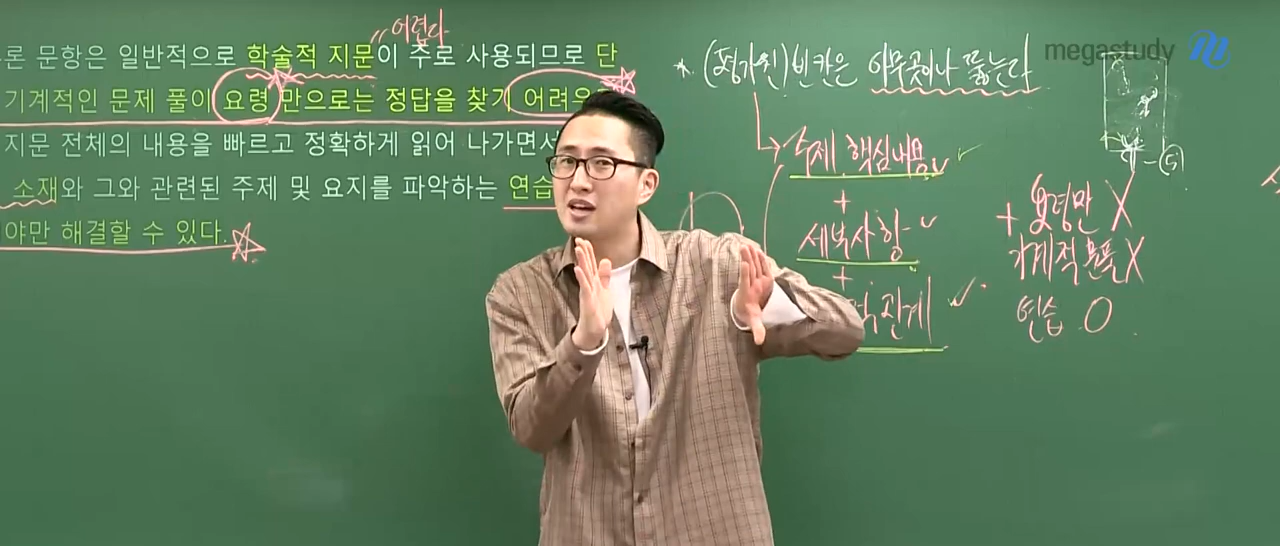 어렵다
론 문항은 일반적으로 학술적 지문이 주로 사용되므로 단
기계적인 문제 풀이 요령만으로는 정답을 찾기 어려우
지문 전체의 내용을 빠르고 정확하게 읽어 나가면서
소재와 그와 관련된 주제 및 요지를 파악하는 연습
야만 해결할 수 있다.
* (평가원) 빈칸은 아무곳이나 뚫는다
megastudy
주제, 핵심내용
+
세부사항
+
관계
+ 요령만 X
기계적 문풀 X
연습 O